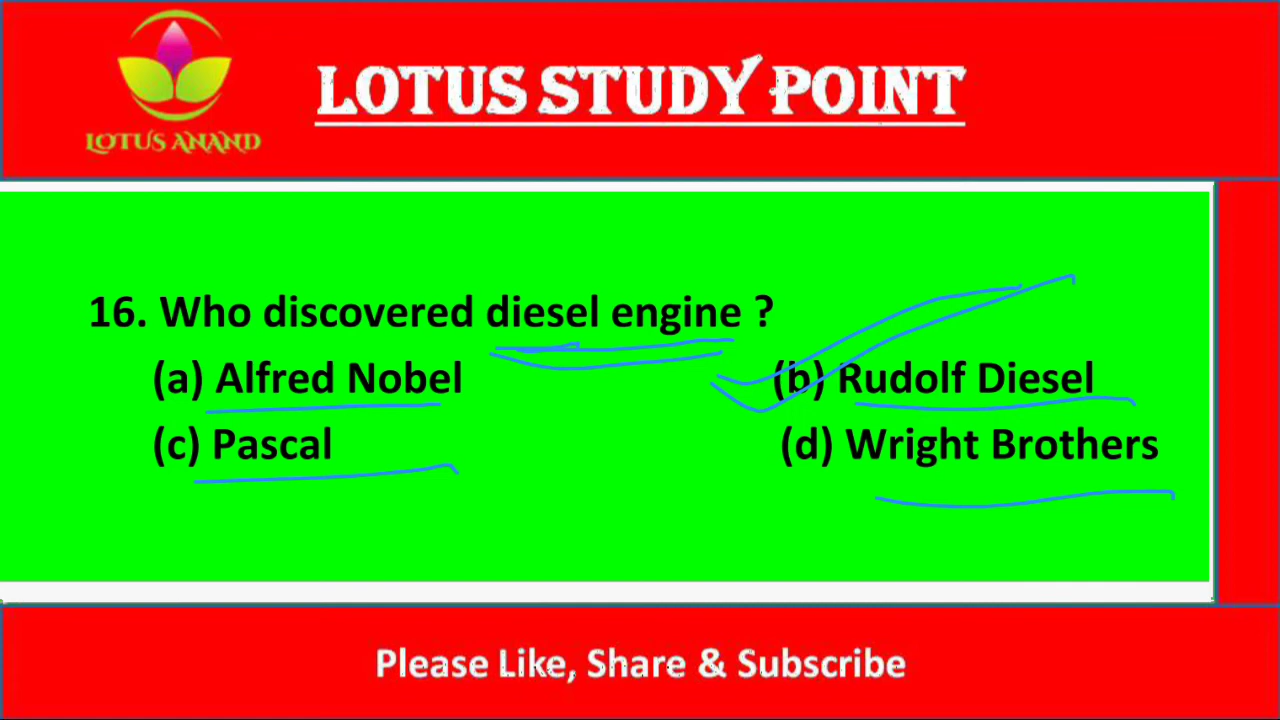 LOTUS STUDY POINT
LOTUS ANAND
16. Who discovered diesel engine ?
(a) Alfred Nobel (b) Rudolf Diesel
(c) Pascal (d) Wright Brothers
Please Like, Share & Subscribe